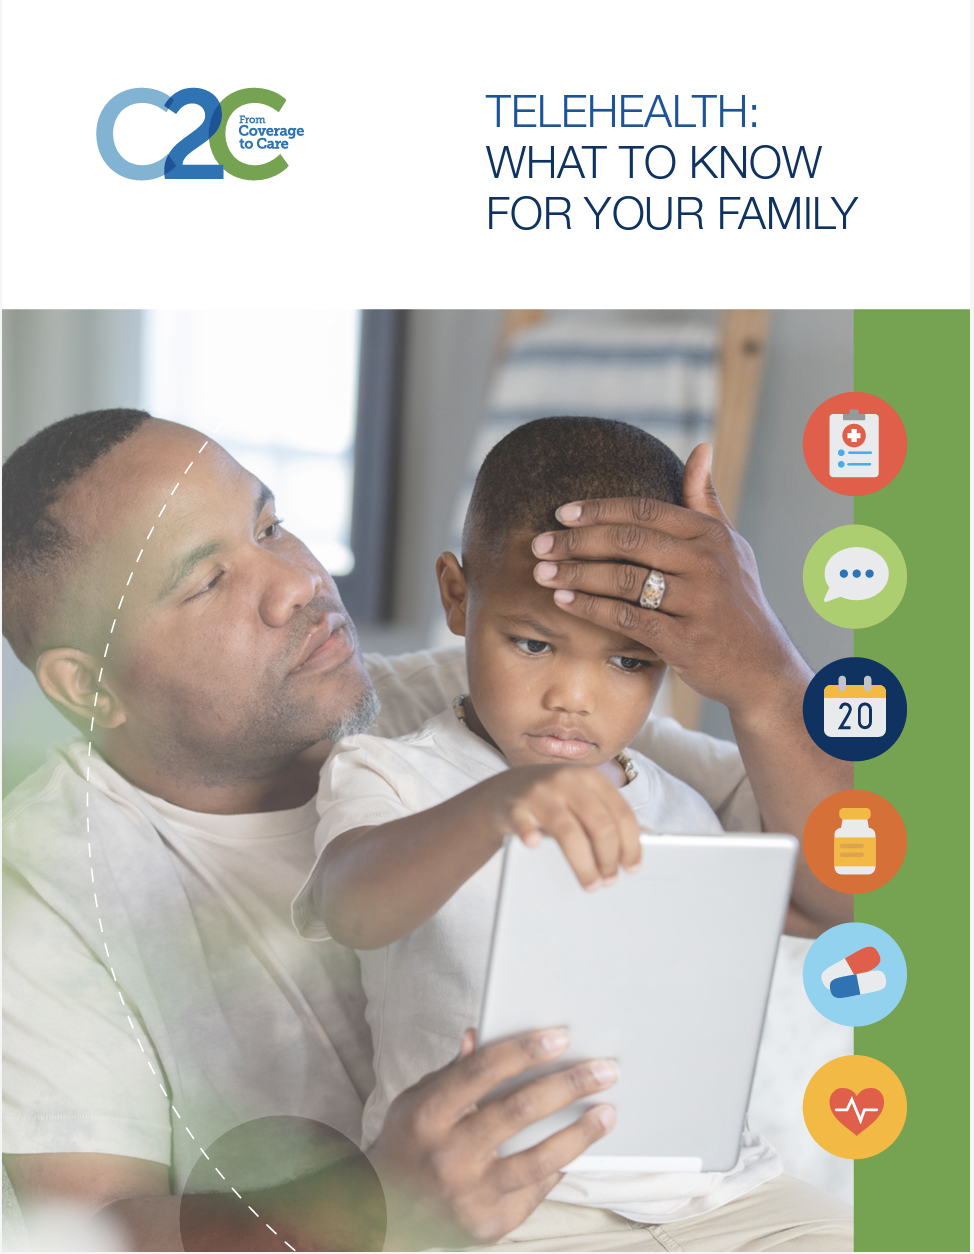 C2C
From
Coverage
to Care
TELEHEALTH:
WHAT TO KNOW
FOR YOUR FAMILY
20